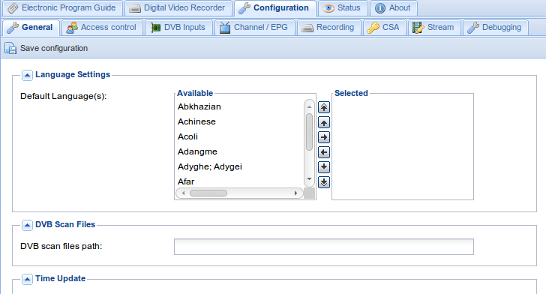 Electronic Program Guide Digital Video Recorder Configuration Status About
General Access control DVB Inputs Channel / EPG Recording CSA Stream Debugging
Save configuration
Language Settings
Default Language(s):
Available
Selected
Abkhazian
Achinese
Acoli
Adangme
Adyghe; Adygei
Afar
DVB Scan Files
DVB scan files path:
Time Update